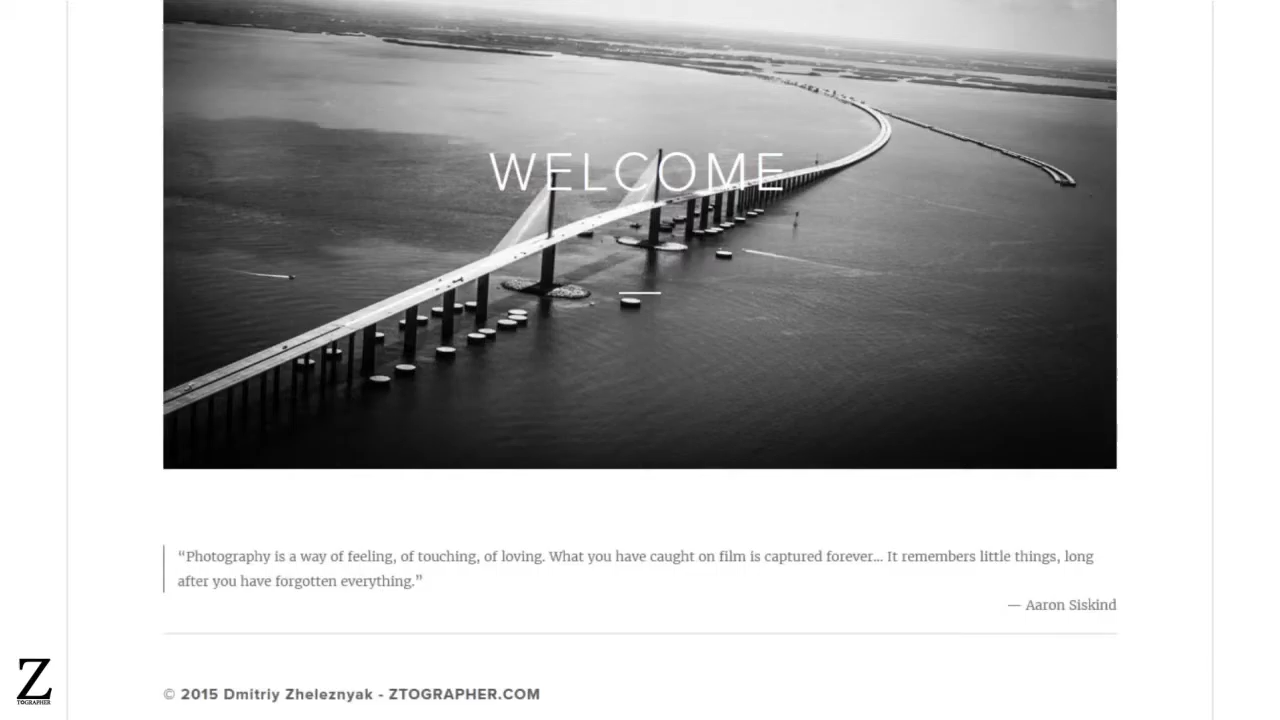 WELCOME
“Photography is a way of feeling, of touching, of loving. What you have caught on film is captured forever... It remembers little things, long
after you have forgotten everything.”
— Aaron Siskind
© 2015 Dmitriy Zheleznyak - ZTOGRAPHER.COM
Z
TOGRAPHER